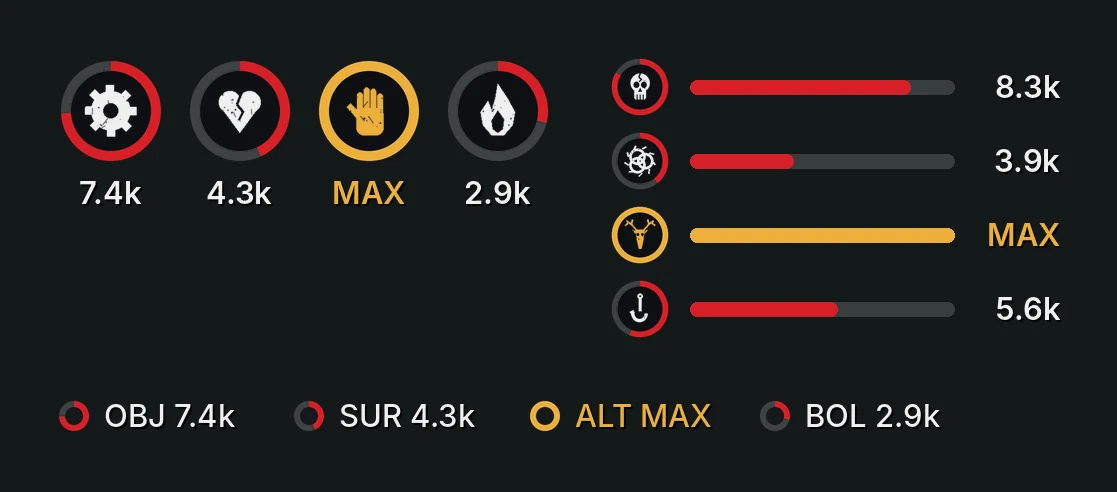 7.4k 4.3k MAX 2.9k
8.3k
3.9k
MAX
5.6k
OBJ 7.4k SUR 4.3k ALT MAX BOL 2.9k